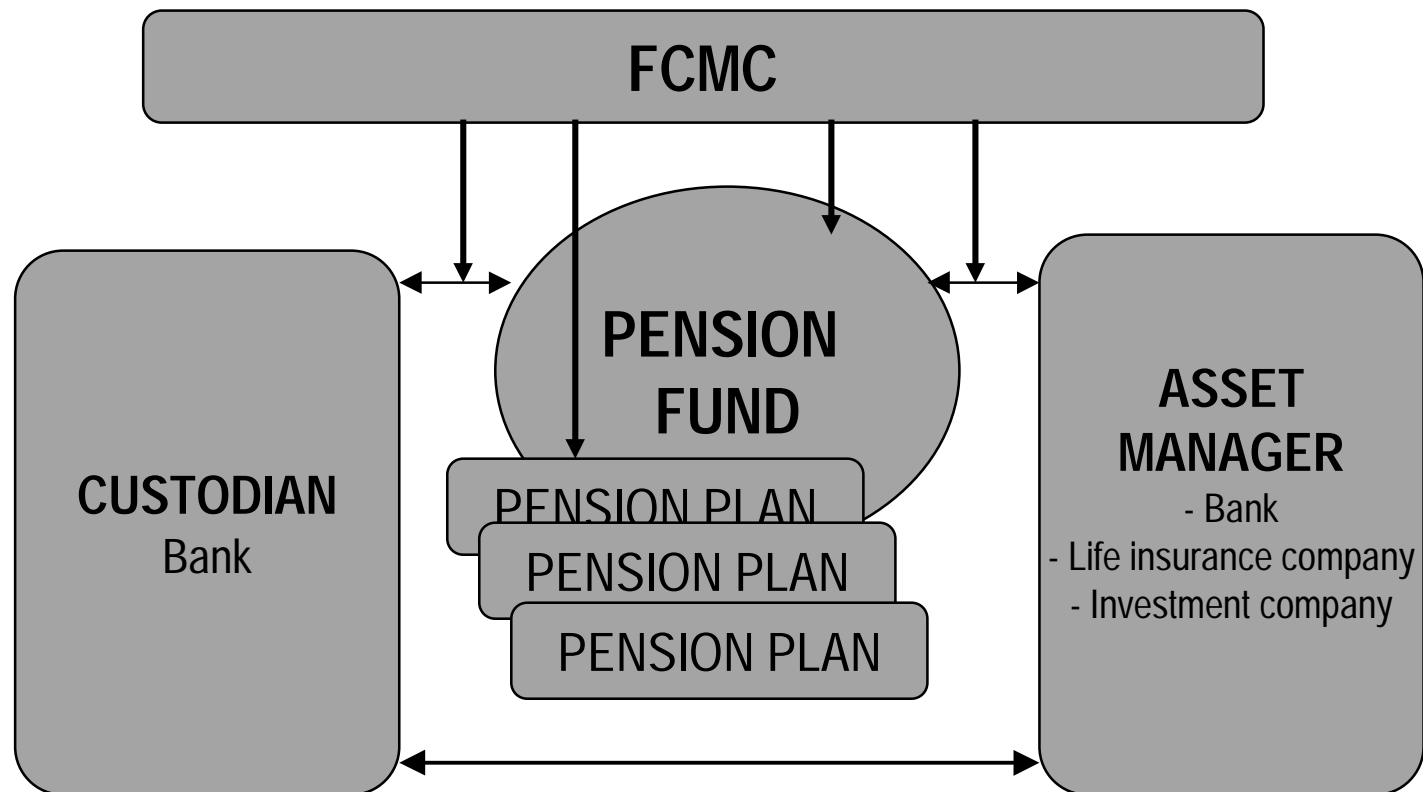 FCMC
PENSION
FUND
CUSTODIAN
Bank
PENSION PLAN
PENSION PLAN
PENSION PLAN
ASSET
MANAGER
- Bank
- Life insurance company
- Investment company